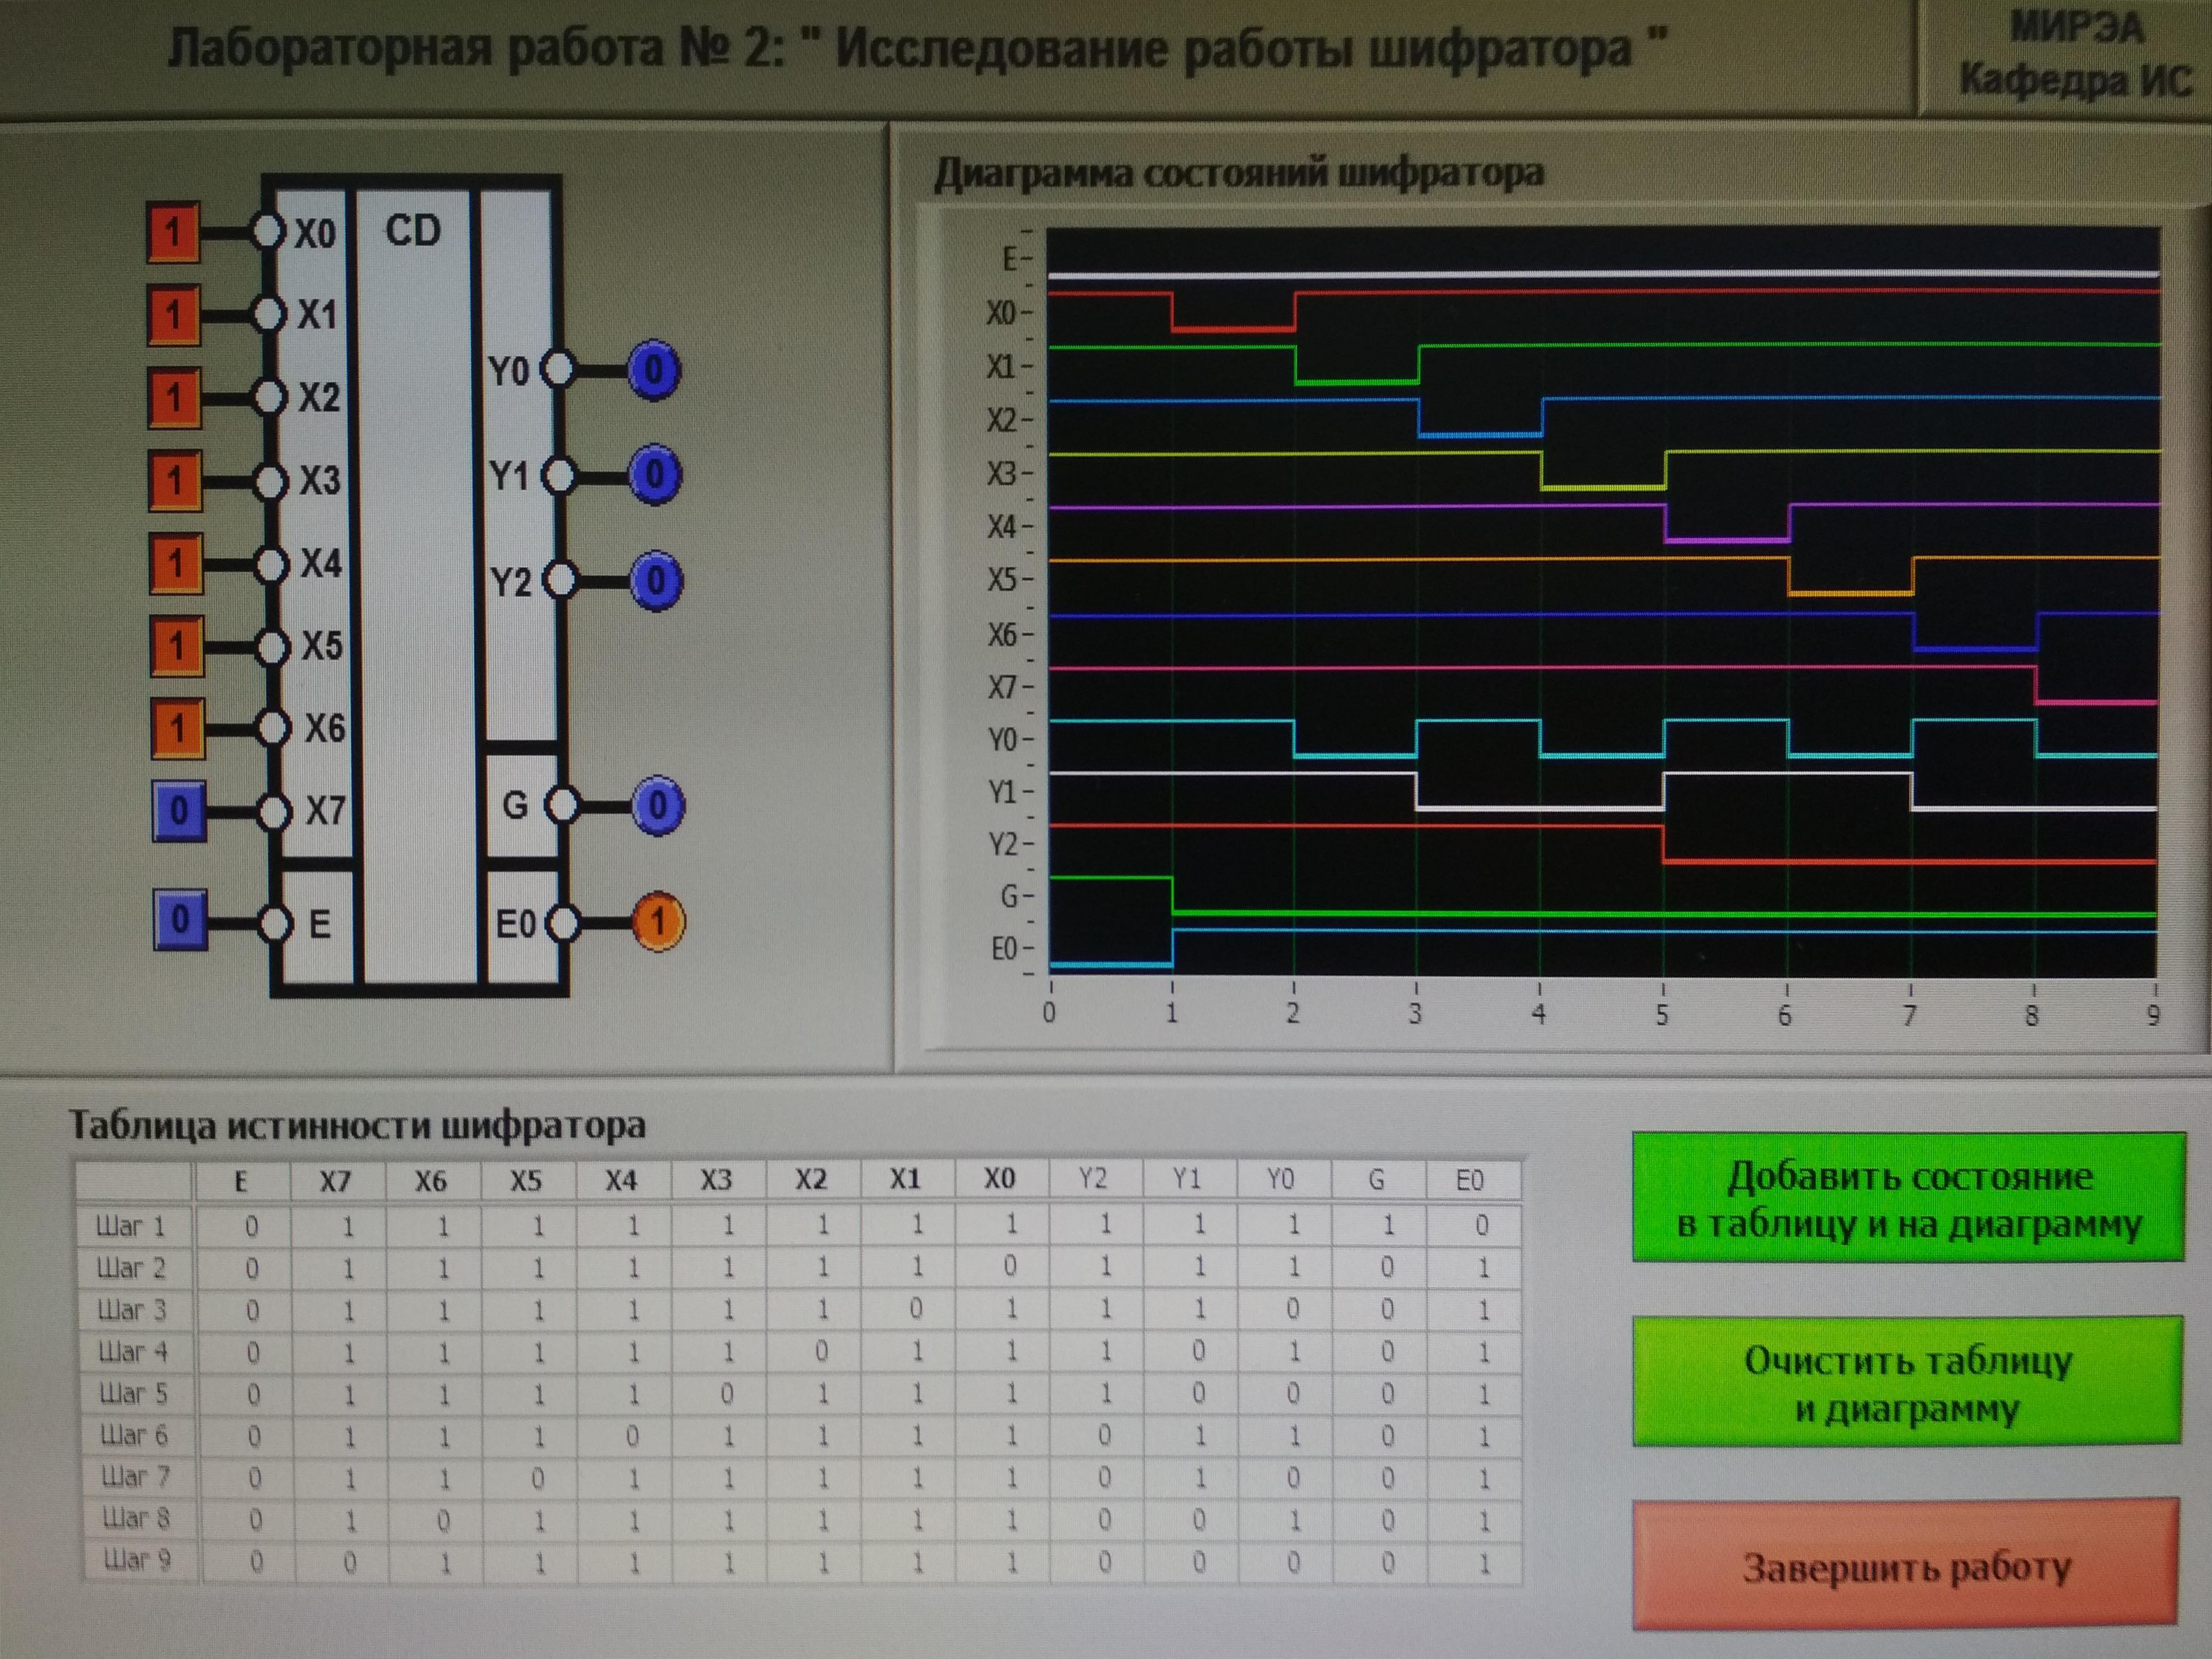 Лабораторная работа № 2: " Исследование работы шифратора "
МИРЭА
Кафедра ИС
CD
1 X0
1 X1
1 X2
1 X3
1 X4
1 X5
1 X6
0 X7
0 E
Y0 0
Y1 0
Y2 0
G 0
E0 1
Диаграмма состояний шифратора
E
X0
X1
X2
X3
X4
X5
X6
X7
Y0
Y1
Y2
G
E0
0 1 2 3 4 5 6 7 8 9
Таблица истинности шифратора
E X7 X6 X5 X4 X3 X2 X1 X0 Y2 Y1 Y0 G E0
Шаг 1 0 1 1 1 1 1 1 1 1 1 1 1 1 0
Шаг 2 0 1 1 1 1 1 1 1 0 1 1 1 0 1
Шаг 3 0 1 1 1 1 1 1 0 1 1 1 0 0 1
Шаг 4 0 1 1 1 1 1 0 1 1 1 0 1 0 1
Шаг 5 0 1 1 1 1 0 1 1 1 1 0 0 0 1
Шаг 6 0 1 1 1 0 1 1 1 1 0 1 1 0 1
Шаг 7 0 1 1 0 1 1 1 1 1 0 1 0 0 1
Шаг 8 0 1 0 1 1 1 1 1 1 0 0 1 0 1
Шаг 9 0 0 1 1 1 1 1 1 1 0 0 0 0 1
Добавить состояние
в таблицу и на диаграмму
Очистить таблицу
и диаграмму
Завершить работу